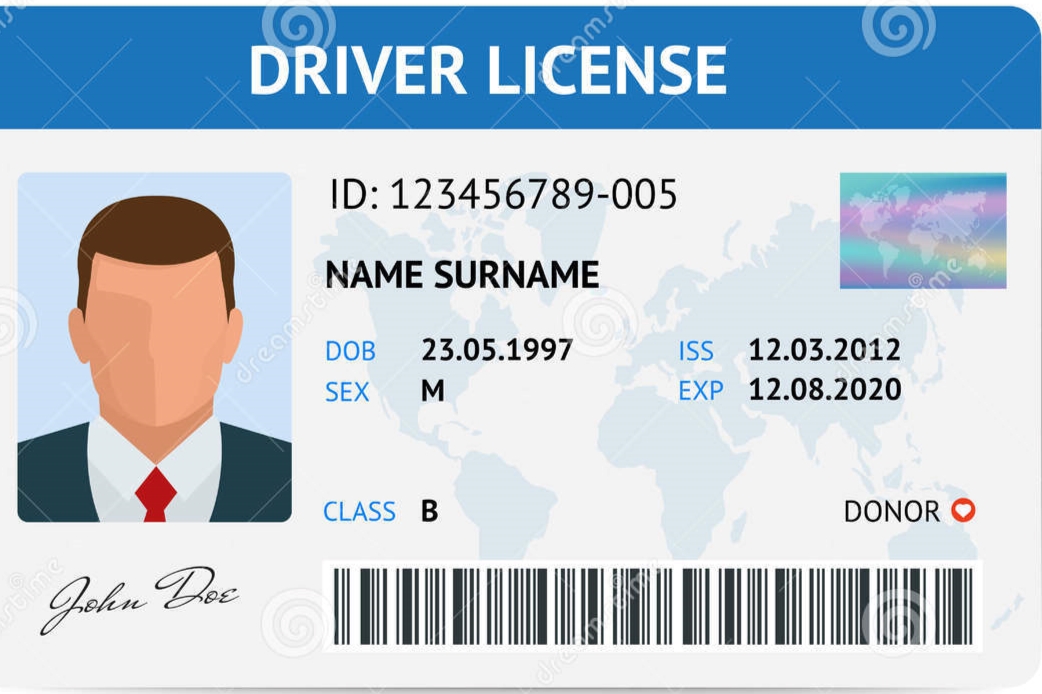 DRIVER LICENSE
ID: 123456789-005
NAME SURNAME
DOB 23.05.1997 ISS 12.03.2012
SEX M EXP 12.08.2020
CLASS B DONOR
John Doe
dreamstime